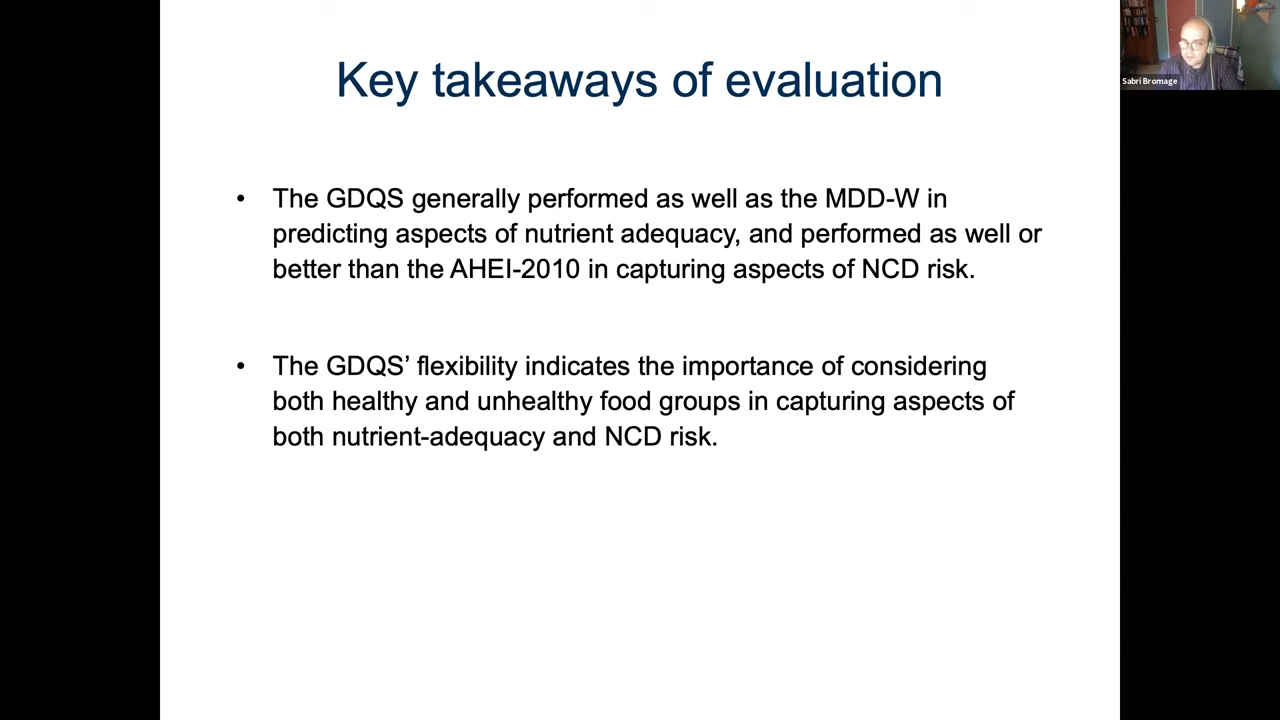 Key takeaways of evaluation
• The GDQS generally performed as well as the MDD-W in
predicting aspects of nutrient adequacy, and performed as well or
better than the AHEI-2010 in capturing aspects of NCD risk.
• The GDQS’ flexibility indicates the importance of considering
both healthy and unhealthy food groups in capturing aspects of
both nutrient-adequacy and NCD risk.
Sabri Bromage